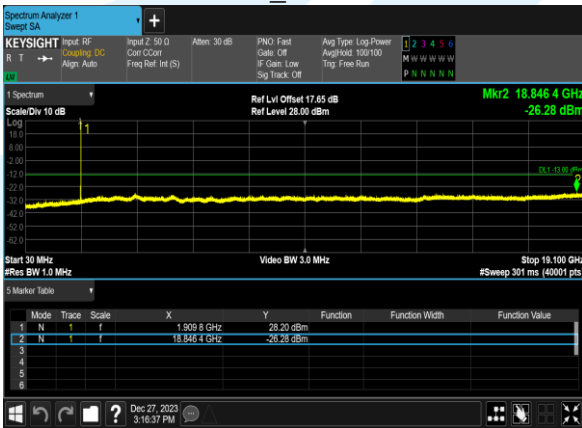 Spectrum Analyzer 1
Swept SA
+
KEYSIGHT
R T
LV
Input: RF
Coupling: DC
Align: Auto
Input Z: 50 Ω
Corr CCorr
Freq Ref: Int (S)
Atten: 30 dB
PNO: Fast
Gate: Off
IF Gain: Low
Sig Track: Off
Avg Type: Log-Power
Avg|Hold: 100/100
Trig: Free Run
1 2 3 4 5 6
M W W W W W
P N N N N N
1 Spectrum
Scale/Div 10 dB
Ref Lvl Offset 17.65 dB
Ref Level 28.00 dBm
Mkr2 18.846 4 GHz
-26.28 dBm
Log
18.0
8.00
-2.00
-12.0
-22.0
-32.0
-42.0
-52.0
-62.0
1
DL1 -13.00 dBm
2
Start 30 MHz
#Res BW 1.0 MHz
Video BW 3.0 MHz
Stop 19.100 GHz
#Sweep 301 ms (40001 pts)
5 Marker Table
Mode Trace Scale X Y Function Function Width Function Value
1 N 1 f 1.909 8 GHz 28.20 dBm
2 N 1 f 18.846 4 GHz -26.28 dBm
3
4
5
6
?
Dec 27, 2023
3:16:37 PM